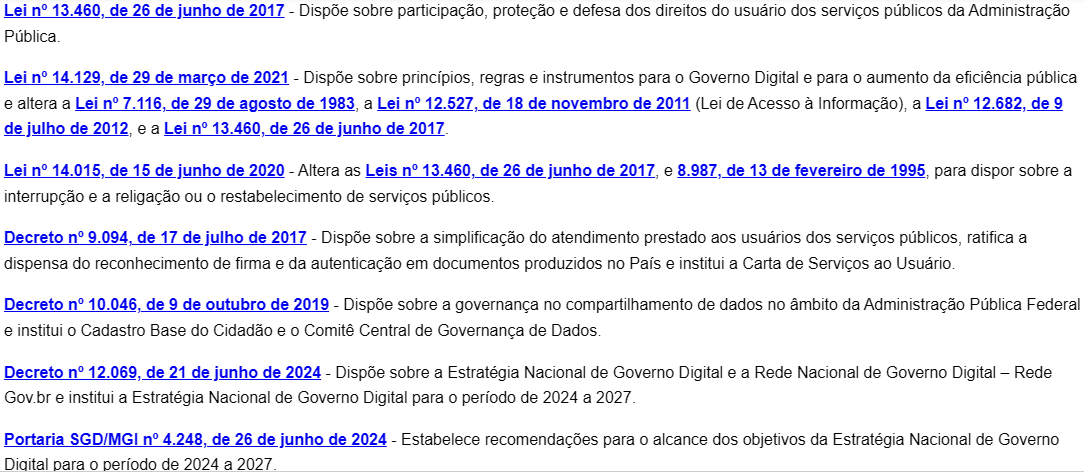 Lei nº 13.460, de 26 de junho de 2017 - Dispõe sobre participação, proteção e defesa dos direitos do usuário dos serviços públicos da Administração
Pública.
Lei nº 14.129, de 29 de março de 2021 - Dispõe sobre princípios, regras e instrumentos para o Governo Digital e para o aumento da eficiência pública
e altera a Lei nº 7.116, de 29 de agosto de 1983, a Lei nº 12.527, de 18 de novembro de 2011 (Lei de Acesso à Informação), a Lei nº 12.682, de 9
de julho de 2012, e a Lei nº 13.460, de 26 de junho de 2017.
Lei nº 14.015, de 15 de junho de 2020 - Altera as Leis nº 13.460, de 26 de junho de 2017, e 8.987, de 13 de fevereiro de 1995, para dispor sobre a
interrupção e a religação ou o restabelecimento de serviços públicos.
Decreto nº 9.094, de 17 de julho de 2017 - Dispõe sobre a simplificação do atendimento prestado aos usuários dos serviços públicos, ratifica a
dispensa do reconhecimento de firma e da autenticação em documentos produzidos no País e institui a Carta de Serviços ao Usuário.
Decreto nº 10.046, de 9 de outubro de 2019 - Dispõe sobre a governança no compartilhamento de dados no âmbito da Administração Pública Federal
e institui o Cadastro Base do Cidadão e o Comitê Central de Governança de Dados.
Decreto nº 12.069, de 21 de junho de 2024 - Dispõe sobre a Estratégia Nacional de Governo Digital e a Rede Nacional de Governo Digital – Rede
Gov.br e institui a Estratégia Nacional de Governo Digital para o período de 2024 a 2027.
Portaria SGD/MGI nº 4.248, de 26 de junho de 2024 - Estabelece recomendações para o alcance dos objetivos da Estratégia Nacional de Governo
Digital para o período de 2024 a 2027.